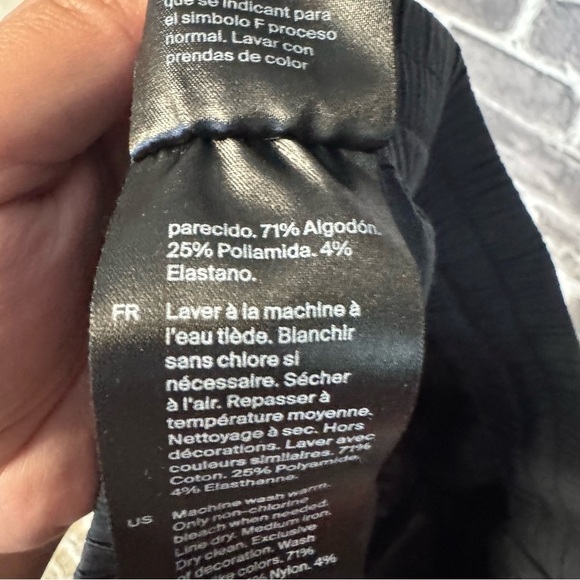 que se indicant para
el simbolo F proceso
normal. Lavar con
prendas de color
parecido. 71% Algodón.
25% Poliamida. 4%
Elastano.
FR Laver à la machine à
l'eau tiède. Blanchir
sans chlore si
nécessaire. Sécher
à l'air. Repasser à
température moyenne.
Nettoyage à sec. Hors
décorations. Laver avec
couleurs similaires. 71%
Coton. 25% Polyamide.
4% Elasthanne.
US Machine wash warm.
Only non-chlorine
bleach when needed.
Line dry. Medium iron.
Dry clean. Exclusive
of decoration. Wash
like colors. 71%
Nylon. 4%